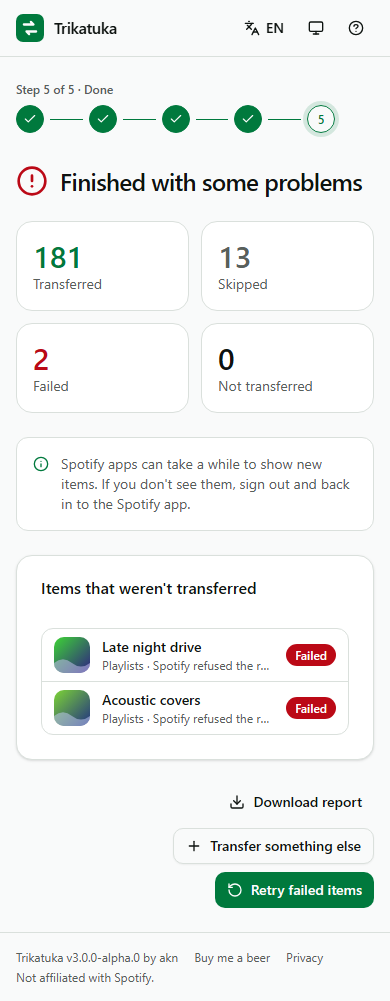 Trikatuka
EN
Step 5 of 5 · Done
5
Finished with some problems
181
Transferred
13
Skipped
2
Failed
0
Not transferred
Spotify apps can take a while to show new
items. If you don't see them, sign out and back
in to the Spotify app.
Items that weren't transferred
Late night drive
Playlists · Spotify refused the r...
Failed
Acoustic covers
Playlists · Spotify refused the r...
Failed
Download report
Transfer something else
Retry failed items
Trikatuka v3.0.0-alpha.0 by akn Buy me a beer Privacy
Not affiliated with Spotify.